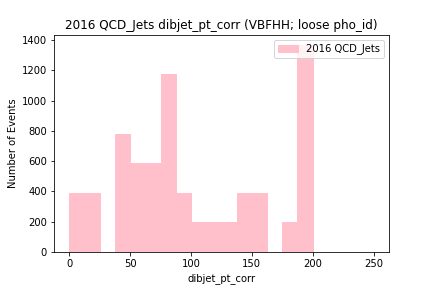 2016 QCD_Jets dibjet_pt_corr (VBFHH; loose pho_id)
2016 QCD_Jets
Number of Events
1400
1200
1000
800
600
400
200
0
0 50 100 150 200 250
dibjet_pt_corr